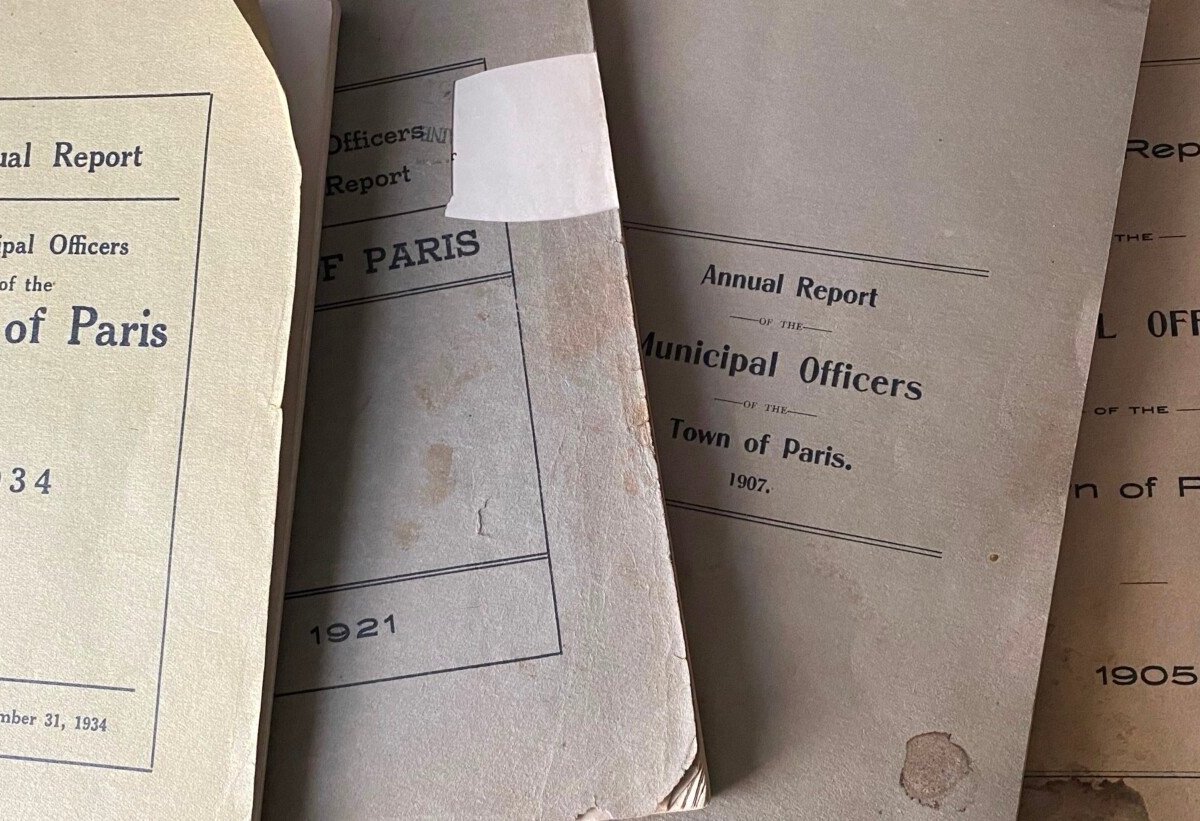 ual Report
ipal Officers
of the
of Paris
34
mber 31, 1934
Officers
Report
F PARIS
1921
Annual Report
OF THE
Municipal Officers
OF THE
Town of Paris.
1907.
Rep
THE
L OFF
OF THE
n of P
1905